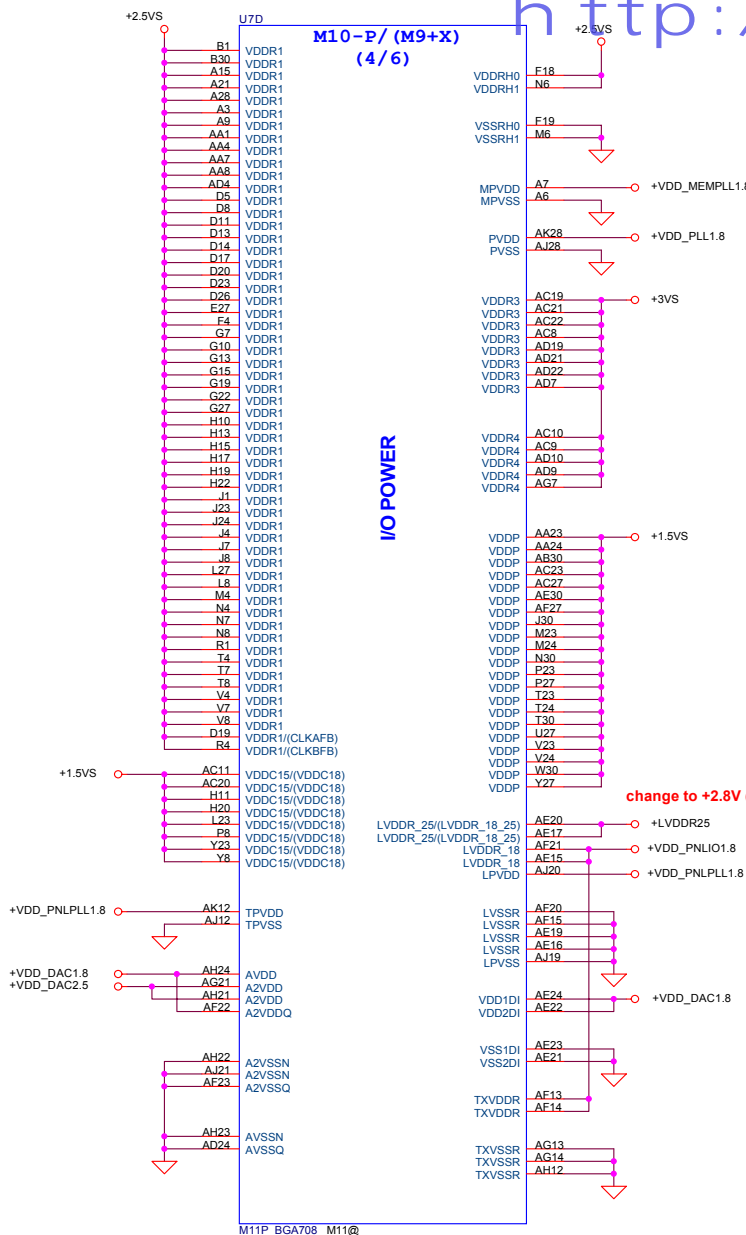 http:/
U7D
M10-P/(M9+X)
(4/6)
I/O POWER
+2.5VS
B1 VDDR1
B30 VDDR1
A15 VDDR1
A21 VDDR1
A28 VDDR1
A3 VDDR1
A9 VDDR1
AA1 VDDR1
AA4 VDDR1
AA7 VDDR1
AA8 VDDR1
AD4 VDDR1
D5 VDDR1
D8 VDDR1
D11 VDDR1
D13 VDDR1
D14 VDDR1
D17 VDDR1
D20 VDDR1
D23 VDDR1
D26 VDDR1
E27 VDDR1
F4 VDDR1
G7 VDDR1
G10 VDDR1
G13 VDDR1
G15 VDDR1
G19 VDDR1
G22 VDDR1
G27 VDDR1
H10 VDDR1
H13 VDDR1
H15 VDDR1
H17 VDDR1
H19 VDDR1
H22 VDDR1
J1 VDDR1
J23 VDDR1
J24 VDDR1
J4 VDDR1
J7 VDDR1
J8 VDDR1
L27 VDDR1
L8 VDDR1
M4 VDDR1
N4 VDDR1
N7 VDDR1
N8 VDDR1
R1 VDDR1
T4 VDDR1
T7 VDDR1
T8 VDDR1
V4 VDDR1
V7 VDDR1
V8 VDDR1
D19 VDDR1/(CLKAFB)
R4 VDDR1/(CLKBFB)
+1.5VS AC11 VDDC15/(VDDC18)
AC20 VDDC15/(VDDC18)
H11 VDDC15/(VDDC18)
H20 VDDC15/(VDDC18)
L23 VDDC15/(VDDC18)
P8 VDDC15/(VDDC18)
Y23 VDDC15/(VDDC18)
Y8 VDDC15/(VDDC18)
+VDD_PNLPLL1.8 AK12 TPVDD
AJ12 TPVSS
+VDD_DAC1.8 AH24 AVDD
+VDD_DAC2.5 AG21 A2VDD
AH21 A2VDD
AF22 A2VDDQ
AH22 A2VSSN
AJ21 A2VSSN
AF23 A2VSSQ
AH23 AVSSN
AD24 AVSSQ
+2.5VS
VDDRH0 F18
VDDRH1 N6
VSSRH0 F19
VSSRH1 M6
MPVDD A7 +VDD_MEMPLL1.8
MPVSS A6
PVDD AK28 +VDD_PLL1.8
PVSS AJ28
VDDR3 AC19 +3VS
VDDR3 AC21
VDDR3 AC22
VDDR3 AC8
VDDR3 AD19
VDDR3 AD21
VDDR3 AD22
VDDR3 AD7
VDDR4 AC10
VDDR4 AC9
VDDR4 AD10
VDDR4 AD9
VDDR4 AG7
VDDP AA23 +1.5VS
VDDP AA24
VDDP AB30
VDDP AC23
VDDP AC27
VDDP AE30
VDDP AF27
VDDP J30
VDDP M23
VDDP M24
VDDP N30
VDDP P23
VDDP P27
VDDP T23
VDDP T24
VDDP T30
VDDP U27
VDDP V23
VDDP V24
VDDP W30
VDDP Y27
change to +2.8V
LVDDR_25/(LVDDR_18_25) AE20 +LVDDR25
LVDDR_25/(LVDDR_18_25) AE17
LVDDR_18 AF21 +VDD_PNLIO1.8
LVDDR_18 AE15
LPVDD AJ20 +VDD_PNLPLL1.8
LVSSR AF20
LVSSR AF15
LVSSR AE19
LVSSR AE16
LPVSS AJ19
VDD1DI AE24 +VDD_DAC1.8
VDD2DI AE22
VSS1DI AE23
VSS2DI AE21
TXVDDR AF13
TXVDDR AF14
TXVSSR AG13
TXVSSR AG14
TXVSSR AH12
M11P_BGA708 M11@